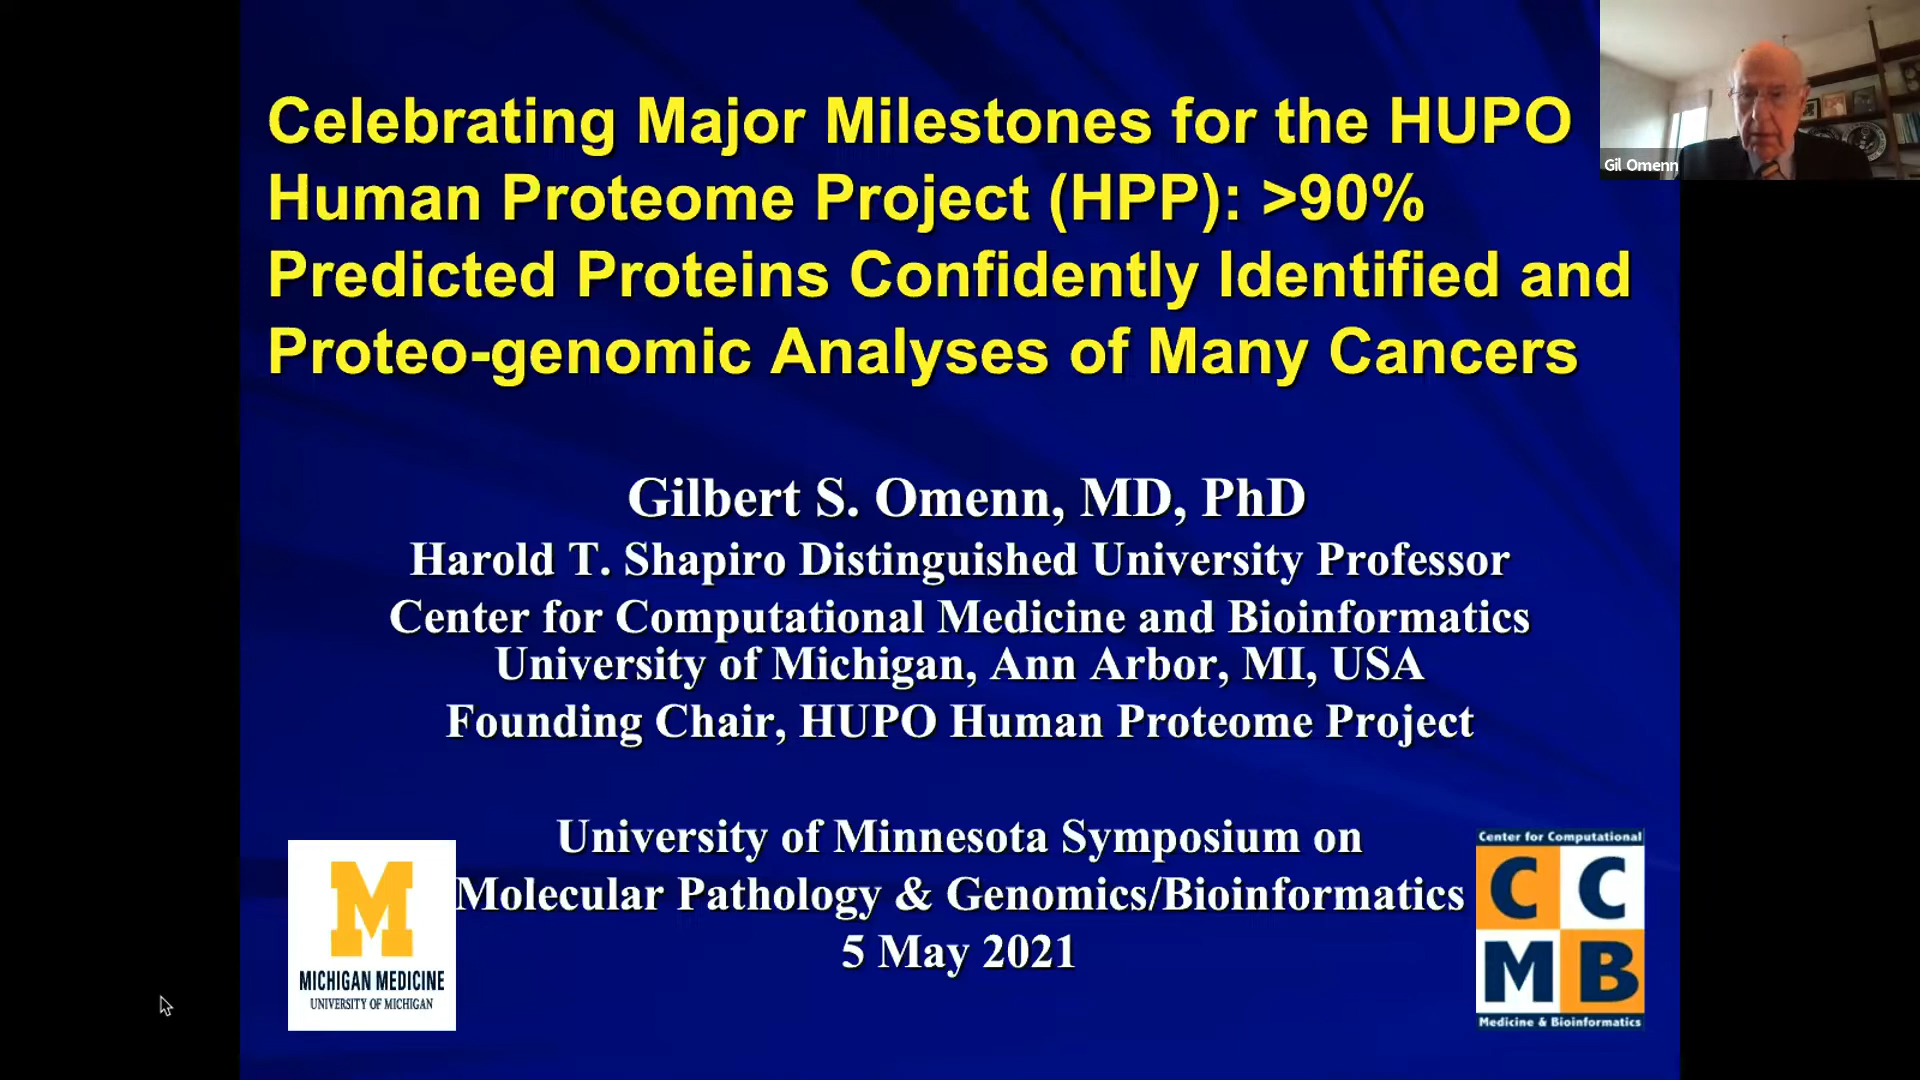 Celebrating Major Milestones for the HUPO
Human Proteome Project (HPP): >90%
Predicted Proteins Confidently Identified and
Proteo-genomic Analyses of Many Cancers
Gil Omenn
Gilbert S. Omenn, MD, PhD
Harold T. Shapiro Distinguished University Professor
Center for Computational Medicine and Bioinformatics
University of Michigan, Ann Arbor, MI, USA
Founding Chair, HUPO Human Proteome Project
University of Minnesota Symposium on
Molecular Pathology & Genomics/Bioinformatics
5 May 2021
M
MICHIGAN MEDICINE
UNIVERSITY OF MICHIGAN
Center for Computational
C C
M B
Medicine & Bioinformatics